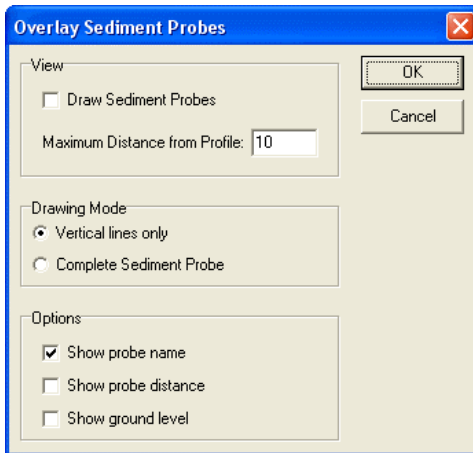 Overlay Sediment Probes
View
Draw Sediment Probes
Maximum Distance from Profile: 10
OK
Cancel
Drawing Mode
Vertical lines only
Complete Sediment Probe
Options
Show probe name
Show probe distance
Show ground level